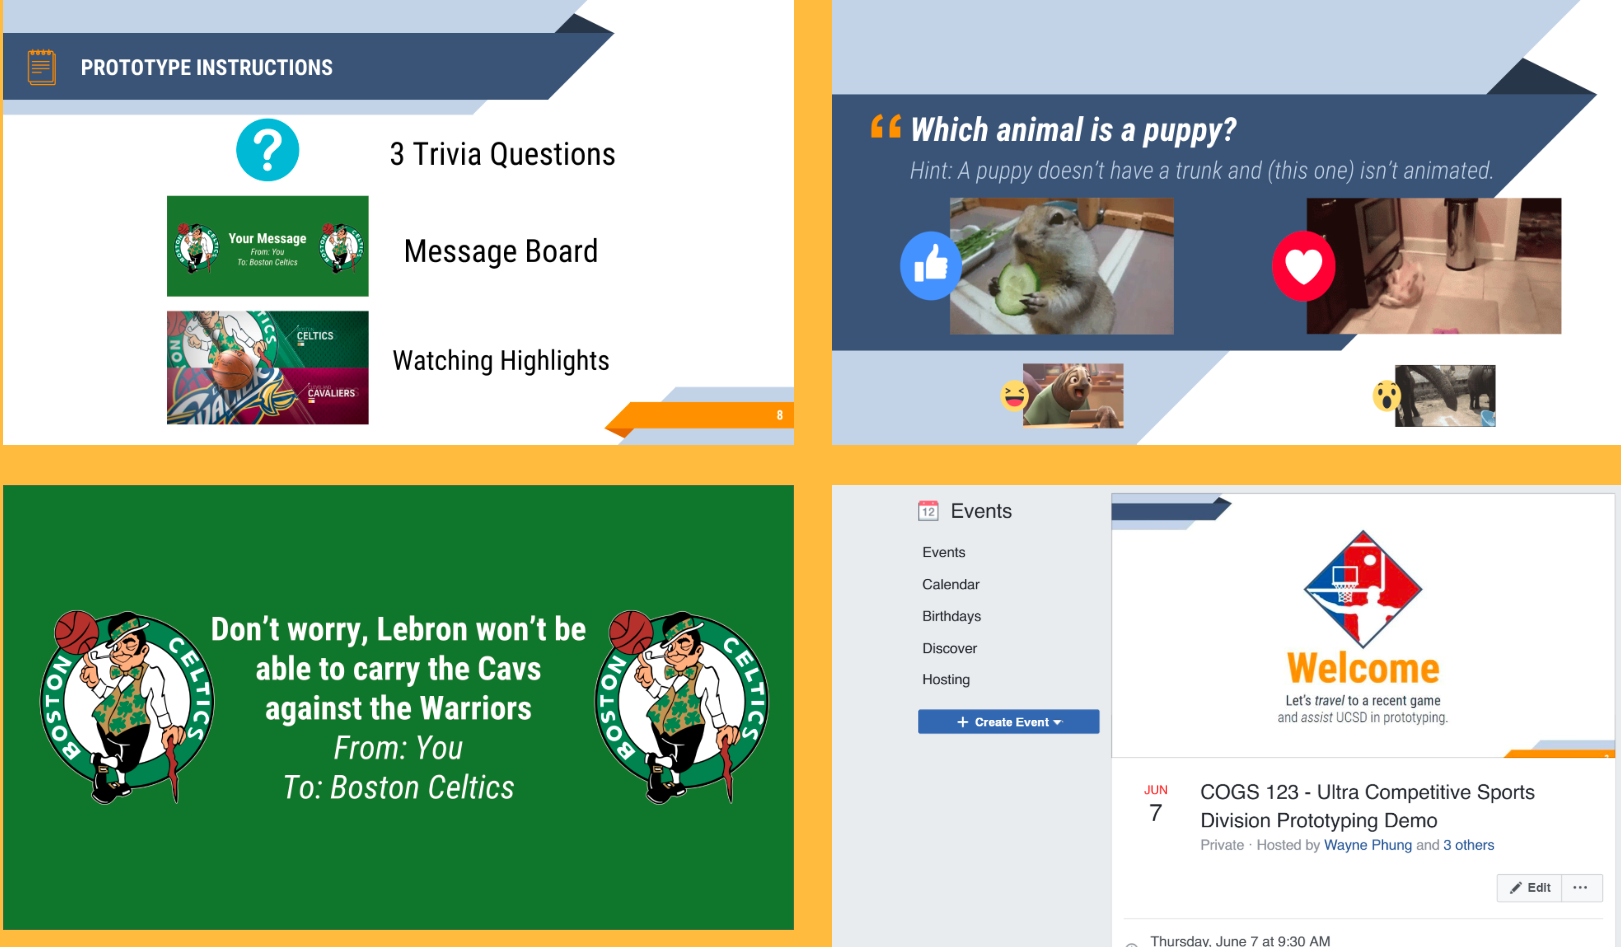 PROTOTYPE INSTRUCTIONS
3 Trivia Questions
BOSTON CELTICS
Your Message
From: You
To: Boston Celtics
BOSTON CELTICS
Message Board
CELTICS
CAVALIERS
Watching Highlights
8
“ Which animal is a puppy?
Hint: A puppy doesn't have a trunk and (this one) isn't animated.
BOSTON CELTICS
Don't worry, Lebron won't be
able to carry the Cavs
against the Warriors
From: You
To: Boston Celtics
BOSTON CELTICS
12
Events
Events
Calendar
Birthdays
Discover
Hosting
+ Create Event
Welcome
Let's travel to a recent game
and assist UCSD in prototyping.
JUN
7
COGS 123 - Ultra Competitive Sports
Division Prototyping Demo
Private · Hosted by Wayne Phung and 3 others
Edit
Thursday, June 7 at 9:30 AM